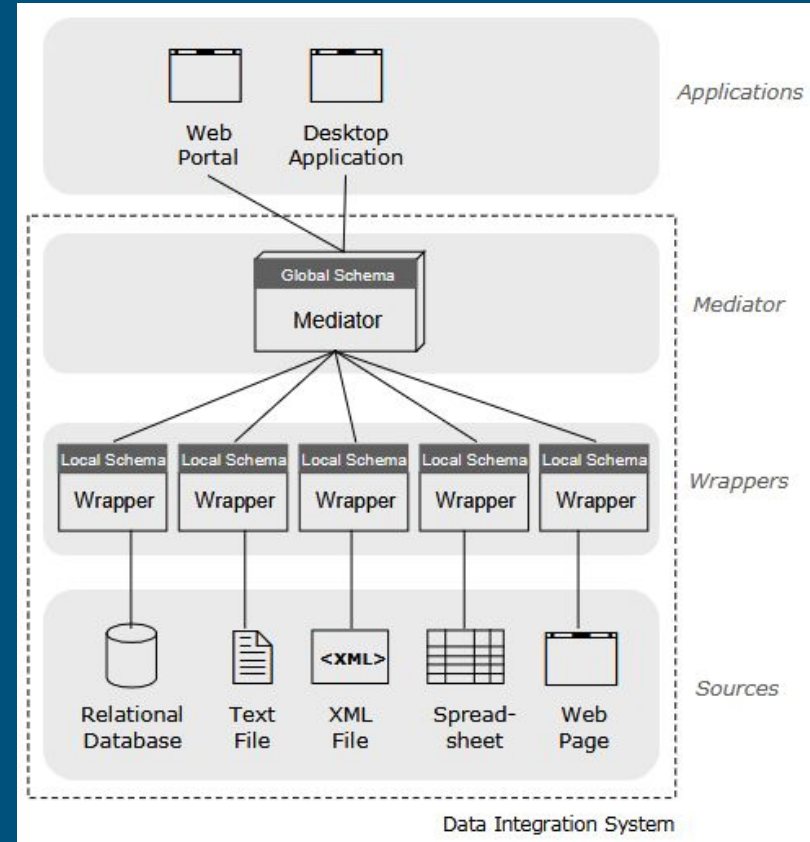 Web
Portal
Desktop
Application
Applications
Global Schema
Mediator
Mediator
Local Schema
Local Schema
Local Schema
Local Schema
Local Schema
Wrapper
Wrapper
Wrapper
Wrapper
Wrapper
Wrappers
<XML>
Relational
Database
Text
File
XML
File
Spread-
sheet
Web
Page
Sources
Data Integration System